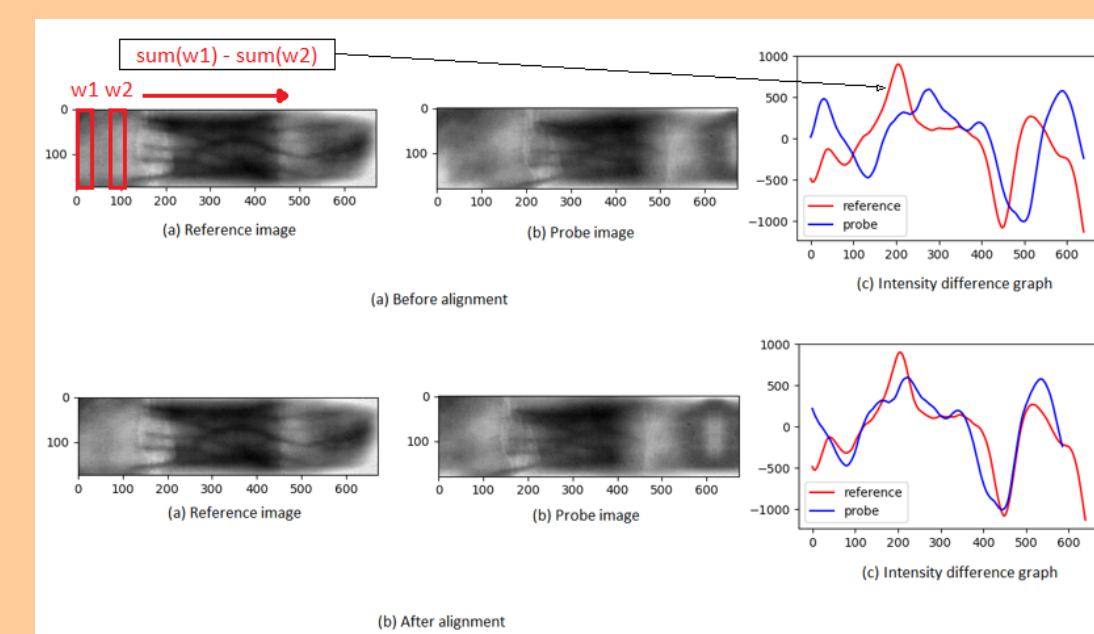 sum(w1) - sum(w2)
w1 w2
0
100
0 100 200 300 400 500 600
(a) Reference image
0
100
0 100 200 300 400 500 600
(b) Probe image
1000
500
0
−500
−1000
reference
probe
0 100 200 300 400 500 600
(c) Intensity difference graph
(a) Before alignment
0
100
0 100 200 300 400 500 600
(a) Reference image
0
100
0 100 200 300 400 500 600
(b) Probe image
1000
500
0
−500
−1000
reference
probe
0 100 200 300 400 500 600
(c) Intensity difference graph
(b) After alignment